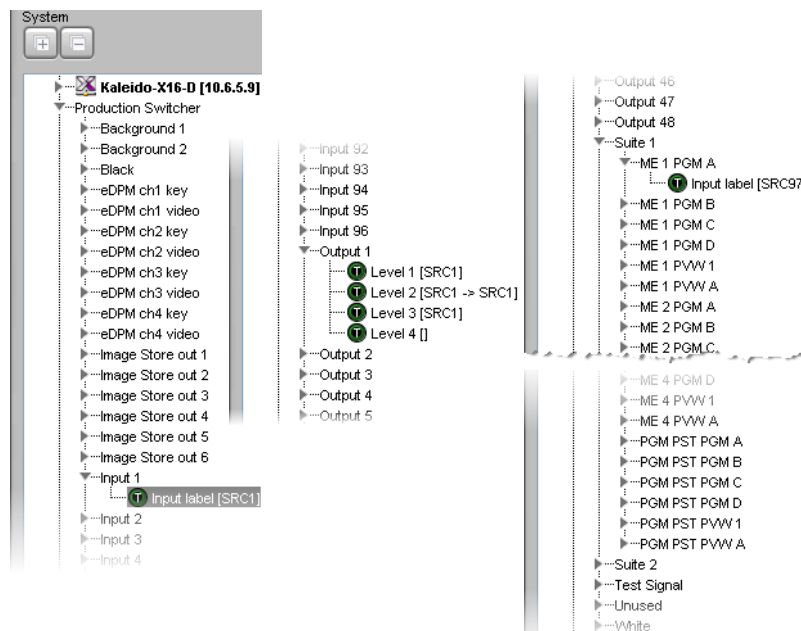 System
Kaleido-X16-D [10.6.5.9]
Production Switcher
Background 1
Background 2
Black
eDPM ch1 key
eDPM ch1 video
eDPM ch2 key
eDPM ch2 video
eDPM ch3 key
eDPM ch3 video
eDPM ch4 key
eDPM ch4 video
Image Store out 1
Image Store out 2
Image Store out 3
Image Store out 4
Image Store out 5
Image Store out 6
Input 1
T Input label [SRC1]
Input 2
Input 3
Input 4
Input 92
Input 93
Input 94
Input 95
Input 96
Output 1
T Level 1 [SRC1]
T Level 2 [SRC1 -> SRC1]
T Level 3 [SRC1]
T Level 4 []
Output 2
Output 3
Output 4
Output 5
Output 46
Output 47
Output 48
Suite 1
ME 1 PGM A
T Input label [SRC97
ME 1 PGM B
ME 1 PGM C
ME 1 PGM D
ME 1 PVW 1
ME 1 PVW A
ME 2 PGM A
ME 2 PGM B
ME 2 PGM C
ME 4 PGM D
ME 4 PVW 1
ME 4 PVW A
PGM PST PGM A
PGM PST PGM B
PGM PST PGM C
PGM PST PGM D
PGM PST PVW 1
PGM PST PVW A
Suite 2
Test Signal
Unused
White